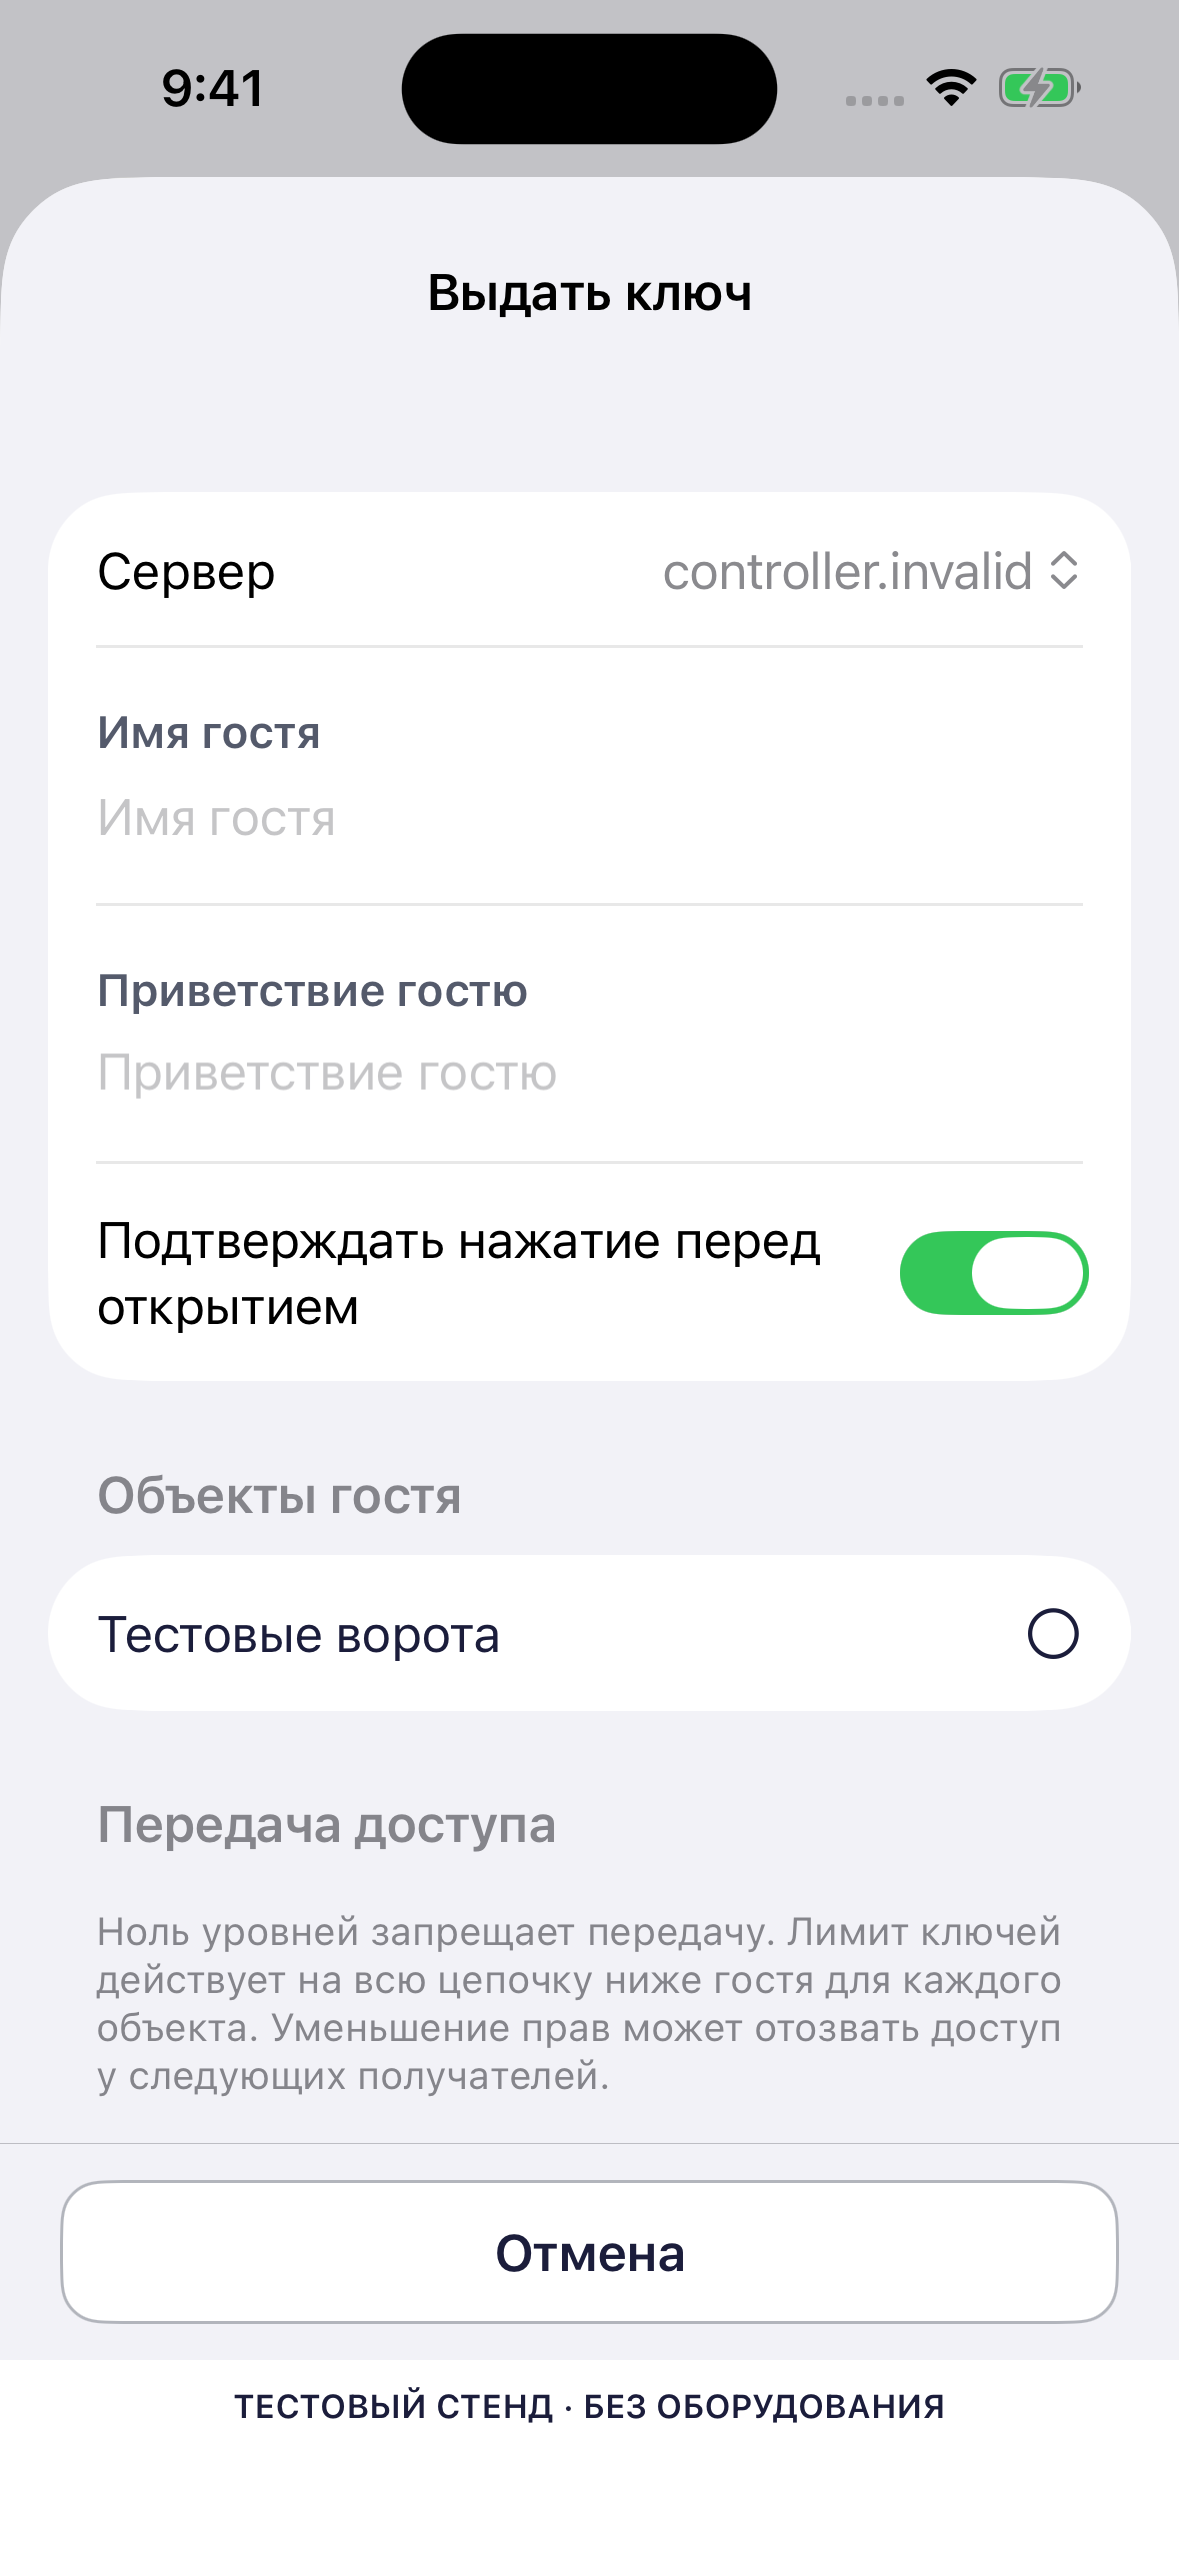 9:41
Выдать ключ
Сервер controller.invalid
Имя гостя
Имя гостя
Приветствие гостю
Приветствие гостю
Подтверждать нажатие перед
открытием
Объекты гостя
Тестовые ворота
Передача доступа
Ноль уровней запрещает передачу. Лимит ключей
действует на всю цепочку ниже гостя для каждого
объекта. Уменьшение прав может отозвать доступ
у следующих получателей.
Отмена
ТЕСТОВЫЙ СТЕНД · БЕЗ ОБОРУДОВАНИЯ